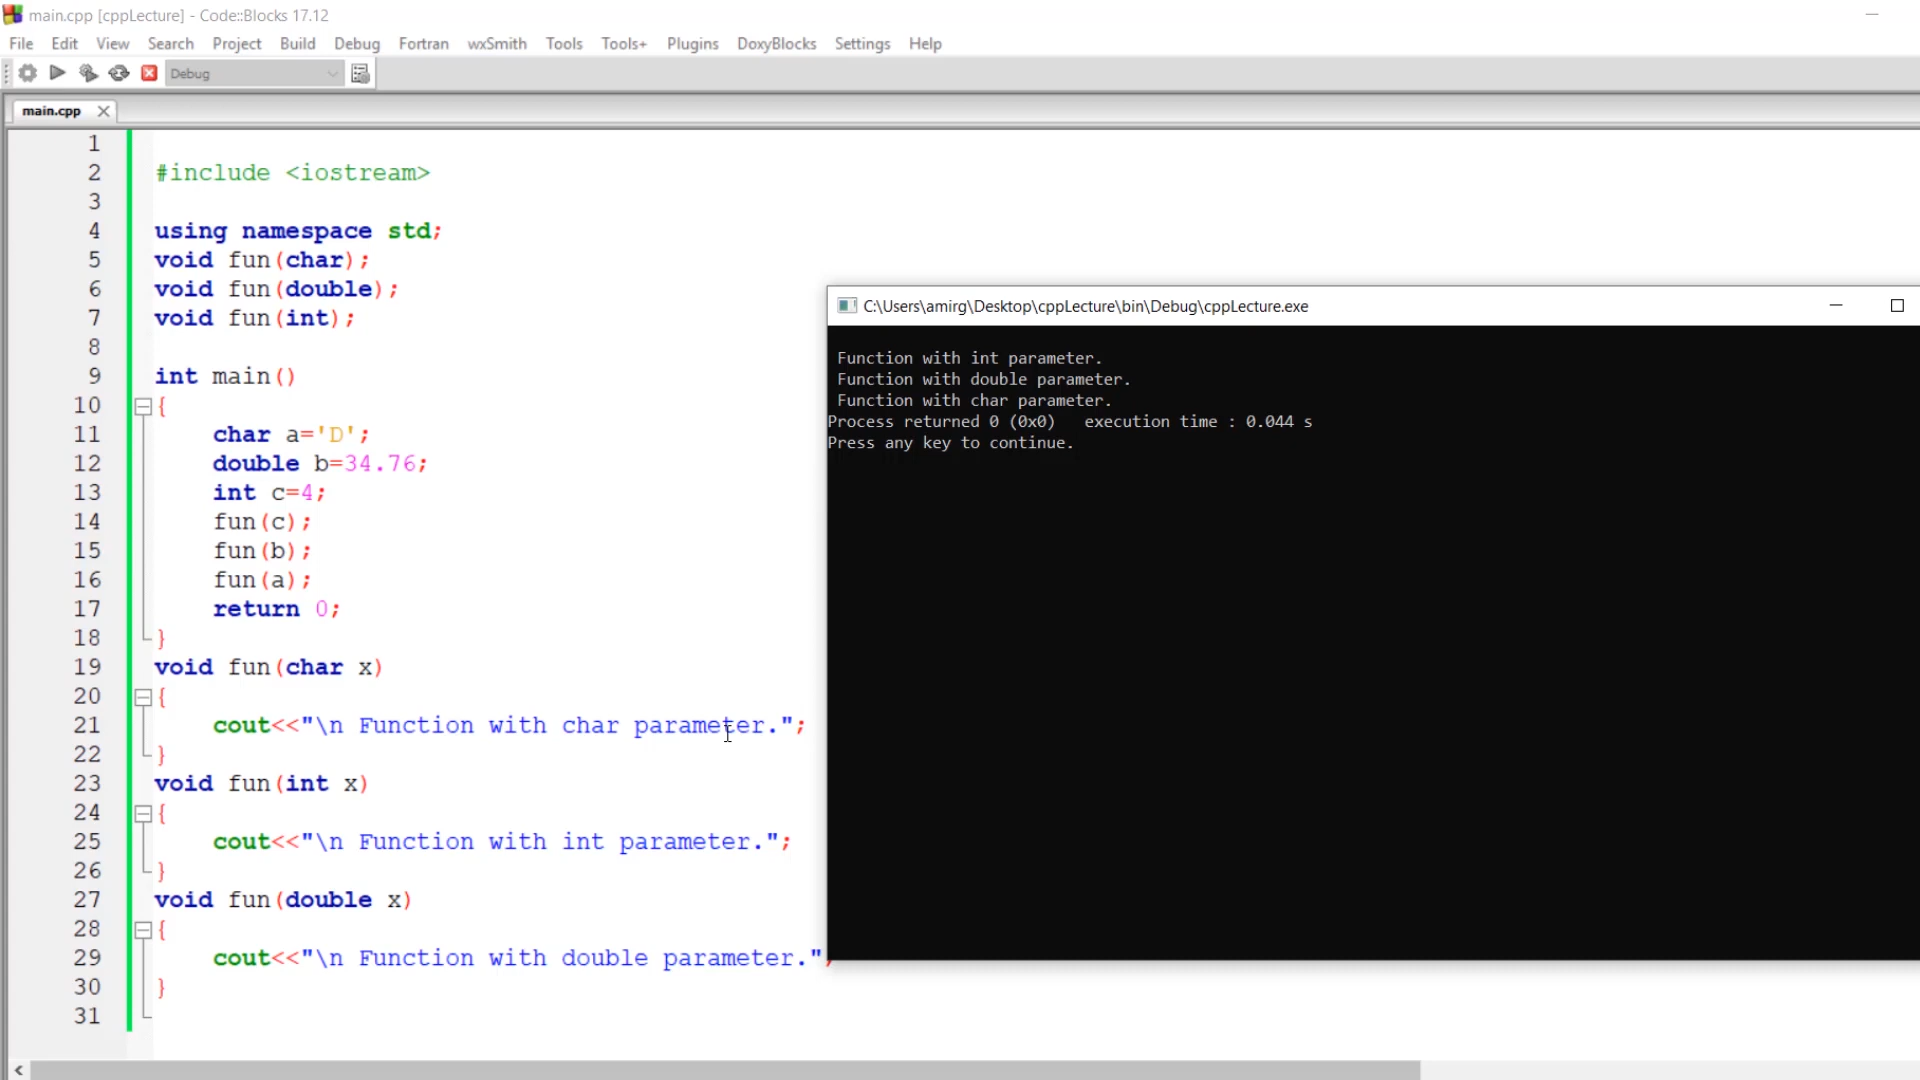 main.cpp [cppLecture] - Code::Blocks 17.12
File Edit View Search Project Build Debug Fortran wxSmith Tools Tools+ Plugins DoxyBlocks Settings Help
Debug
main.cpp
1
2 #include <iostream>
3
4 using namespace std;
5 void fun(char);
6 void fun(double);
7 void fun(int);
8
9 int main()
10 {
11 char a='D';
12 double b=34.76;
13 int c=4;
14 fun(c);
15 fun(b);
16 fun(a);
17 return 0;
18 }
19 void fun(char x)
20 {
21 cout<<"\n Function with char parameter.";
22 }
23 void fun(int x)
24 {
25 cout<<"\n Function with int parameter.";
26 }
27 void fun(double x)
28 {
29 cout<<"\n Function with double parameter.";
30 }
31
C:\Users\amirg\Desktop\cppLecture\bin\Debug\cppLecture.exe
Function with int parameter.
Function with double parameter.
Function with char parameter.
Process returned 0 (0x0)   execution time : 0.044 s
Press any key to continue.